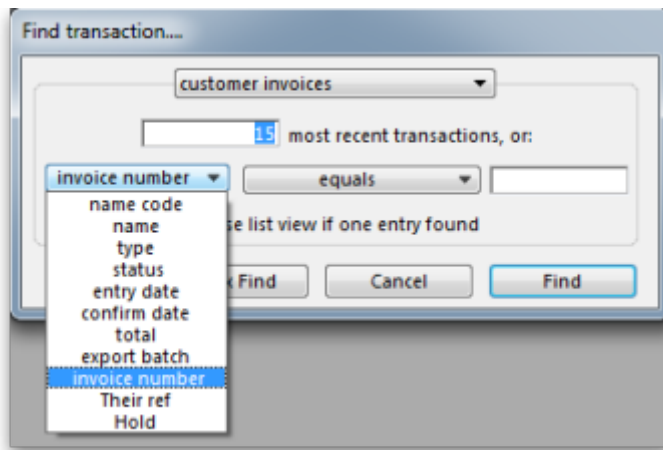 Find transaction....
customer invoices
15 most recent transactions, or:
invoice number equals
name code
name
type
status
entry date
confirm date
total
export batch
invoice number
Their ref
Hold
list view if one entry found
Find Cancel Find